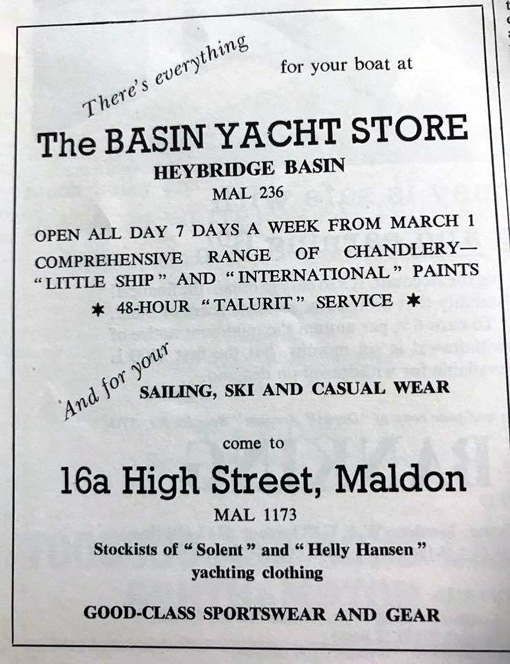 There's everything for your boat at
The BASIN YACHT STORE
HEYBRIDGE BASIN
MAL 236
OPEN ALL DAY 7 DAYS A WEEK FROM MARCH 1
COMPREHENSIVE RANGE OF CHANDLERY—
"LITTLE SHIP" AND "INTERNATIONAL" PAINTS
* 48-HOUR "TALURIT" SERVICE *
'And for your
SAILING, SKI AND CASUAL WEAR
come to
16a High Street, Maldon
MAL 1173
Stockists of "Solent" and "Helly Hansen"
yachting clothing
GOOD-CLASS SPORTSWEAR AND GEAR